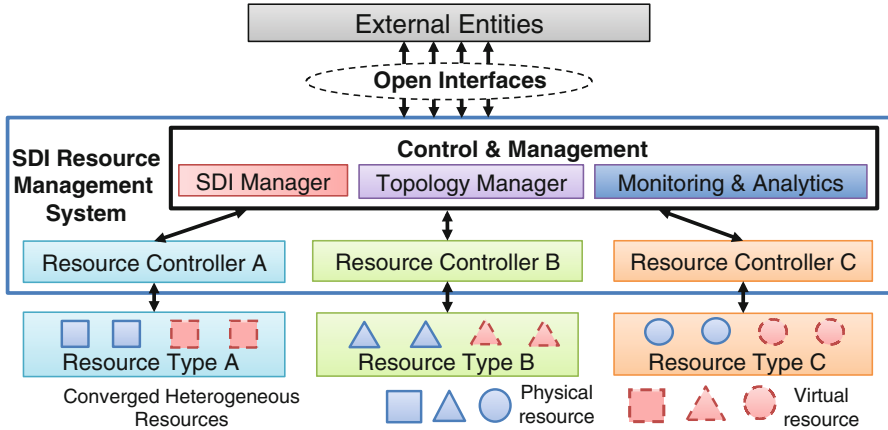 External Entities
Open Interfaces
SDI Resource
Management
System
Control & Management
SDI Manager
Topology Manager
Monitoring & Analytics
Resource Controller A
Resource Controller B
Resource Controller C
Resource Type A
Resource Type B
Resource Type C
Converged Heterogeneous
Resources
Physical
resource
Virtual
resource